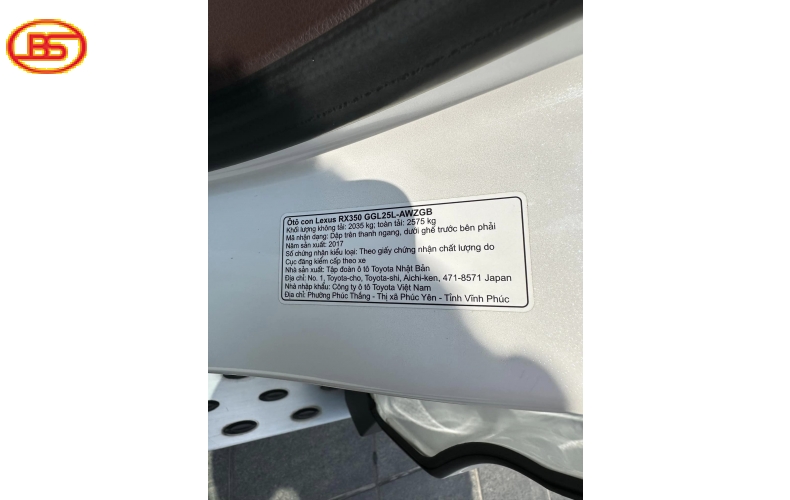 BS
Ôtô con Lexus RX350 GGL25L-AWZGB
Khối lượng không tải: 2035 kg; toàn tải: 2575 kg
Mã nhận dạng: Dập trên thanh ngang, dưới ghế trước bên phải
Năm sản xuất: 2017
Số chứng nhận kiểu loại: Theo giấy chứng nhận chất lượng do
Cục đăng kiểm cấp theo xe
Nhà sản xuất: Tập đoàn ô tô Toyota Nhật Bản
Địa chỉ: No. 1, Toyota-cho, Toyota-shi, Aichi-ken, 471-8571 Japan
Nhà nhập khẩu: Công ty ô tô Toyota Việt Nam
Địa chỉ: Phường Phúc Thắng - Thị xã Phúc Yên - Tỉnh Vĩnh Phúc